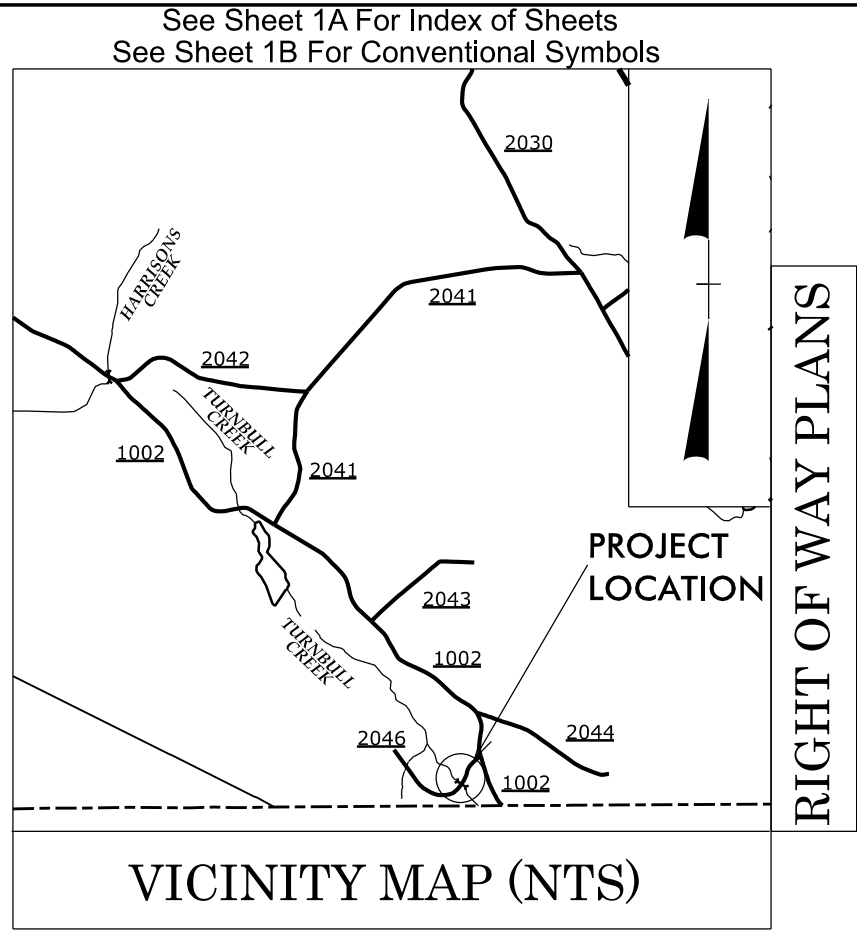 See Sheet 1A For Index of Sheets
See Sheet 1B For Conventional Symbols
2030
HARRISONS
CREEK
2041
2042
TURNBULL
CREEK
1002
2041
PROJECT
LOCATION
2043
TURNBULL
CREEK
1002
2046
2044
1002
RIGHT OF WAY PLANS
VICINITY MAP (NTS)